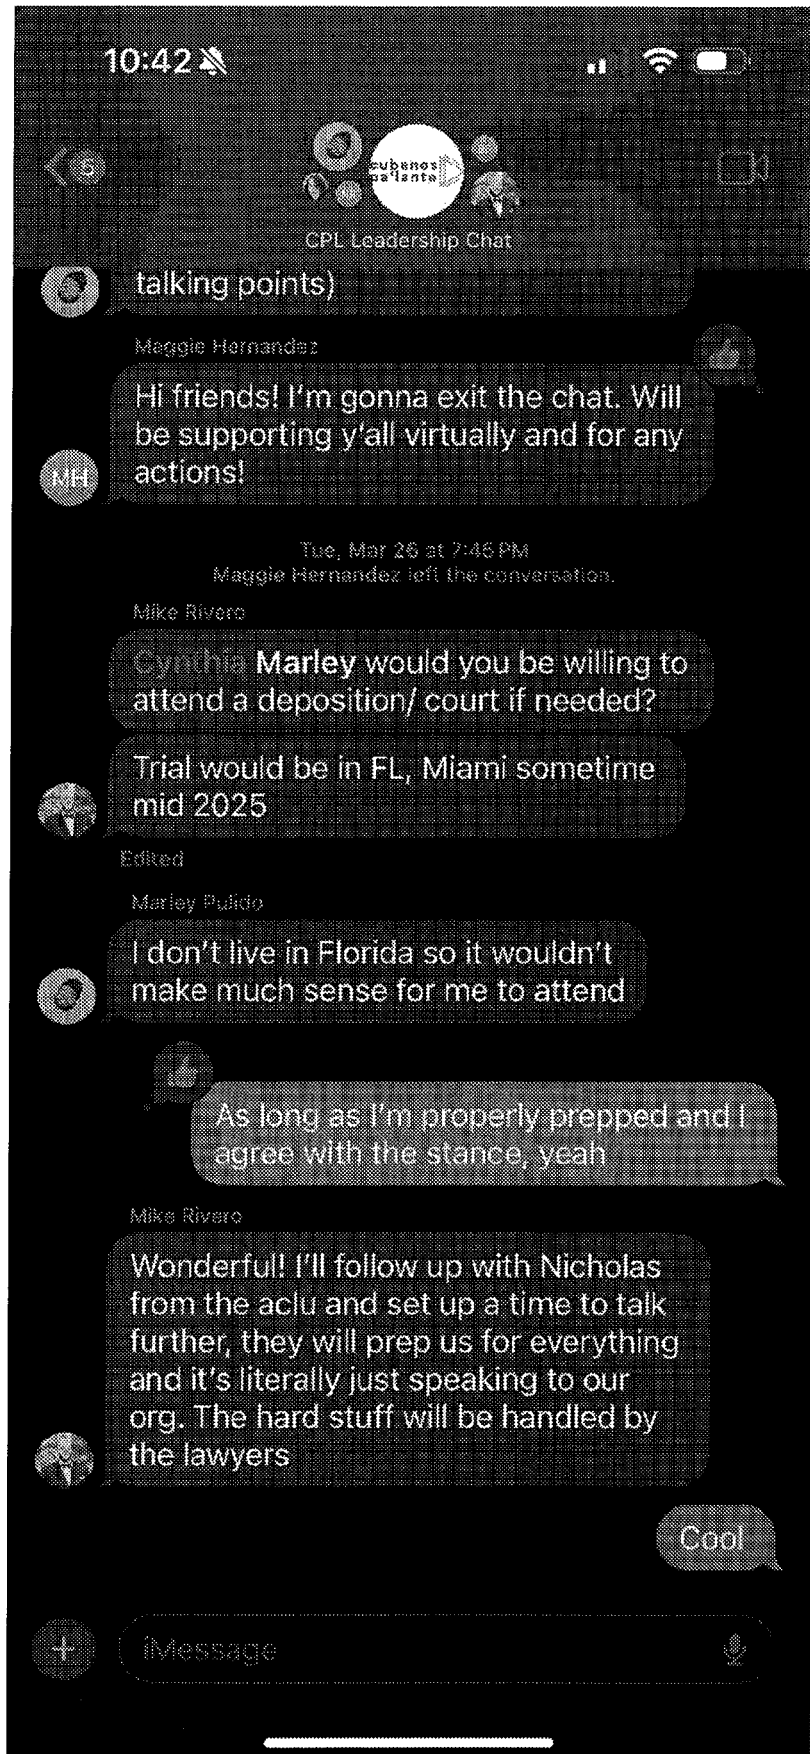 10:42
5
cubanos
pa'lante
CPL Leadership Chat
talking points)
Maggie Hernandez
Hi friends! I'm gonna exit the chat. Will
be supporting y'all virtually and for any
actions!
MH
Tue, Mar 26 at 7:45 PM
Maggie Hernandez left the conversation.
Mike Rivero
Cynthia Marley would you be willing to
attend a deposition/ court if needed?
Trial would be in FL, Miami sometime
mid 2025
Edited
Marley Pulido
I don't live in Florida so it wouldn't
make much sense for me to attend
As long as I'm properly prepped and I
agree with the stance, yeah
Mike Rivero
Wonderful! I'll follow up with Nicholas
from the aclu and set up a time to talk
further, they will prep us for everything
and it's literally just speaking to our
org. The hard stuff will be handled by
the lawyers
Cool
iMessage